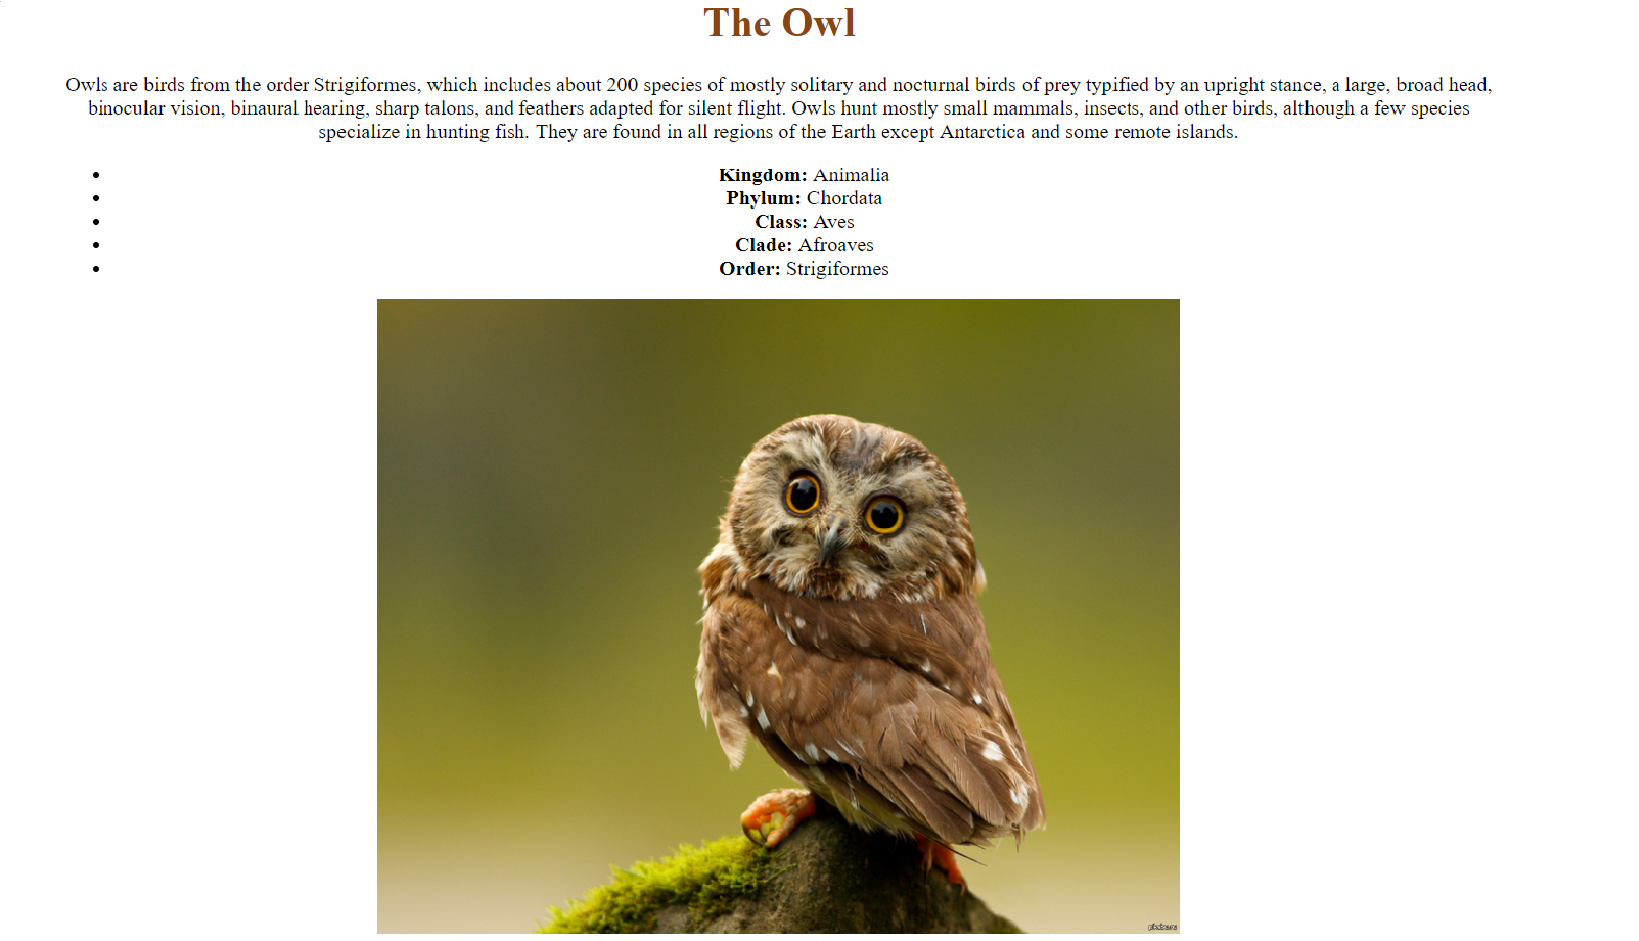 The Owl
Owls are birds from the order Strigiformes, which includes about 200 species of mostly solitary and nocturnal birds of prey typified by an upright stance, a large, broad head,
binocular vision, binaural hearing, sharp talons, and feathers adapted for silent flight. Owls hunt mostly small mammals, insects, and other birds, although a few species
specialize in hunting fish. They are found in all regions of the Earth except Antarctica and some remote islands.
• Kingdom: Animalia
• Phylum: Chordata
• Class: Aves
• Clade: Afroaves
• Order: Strigiformes